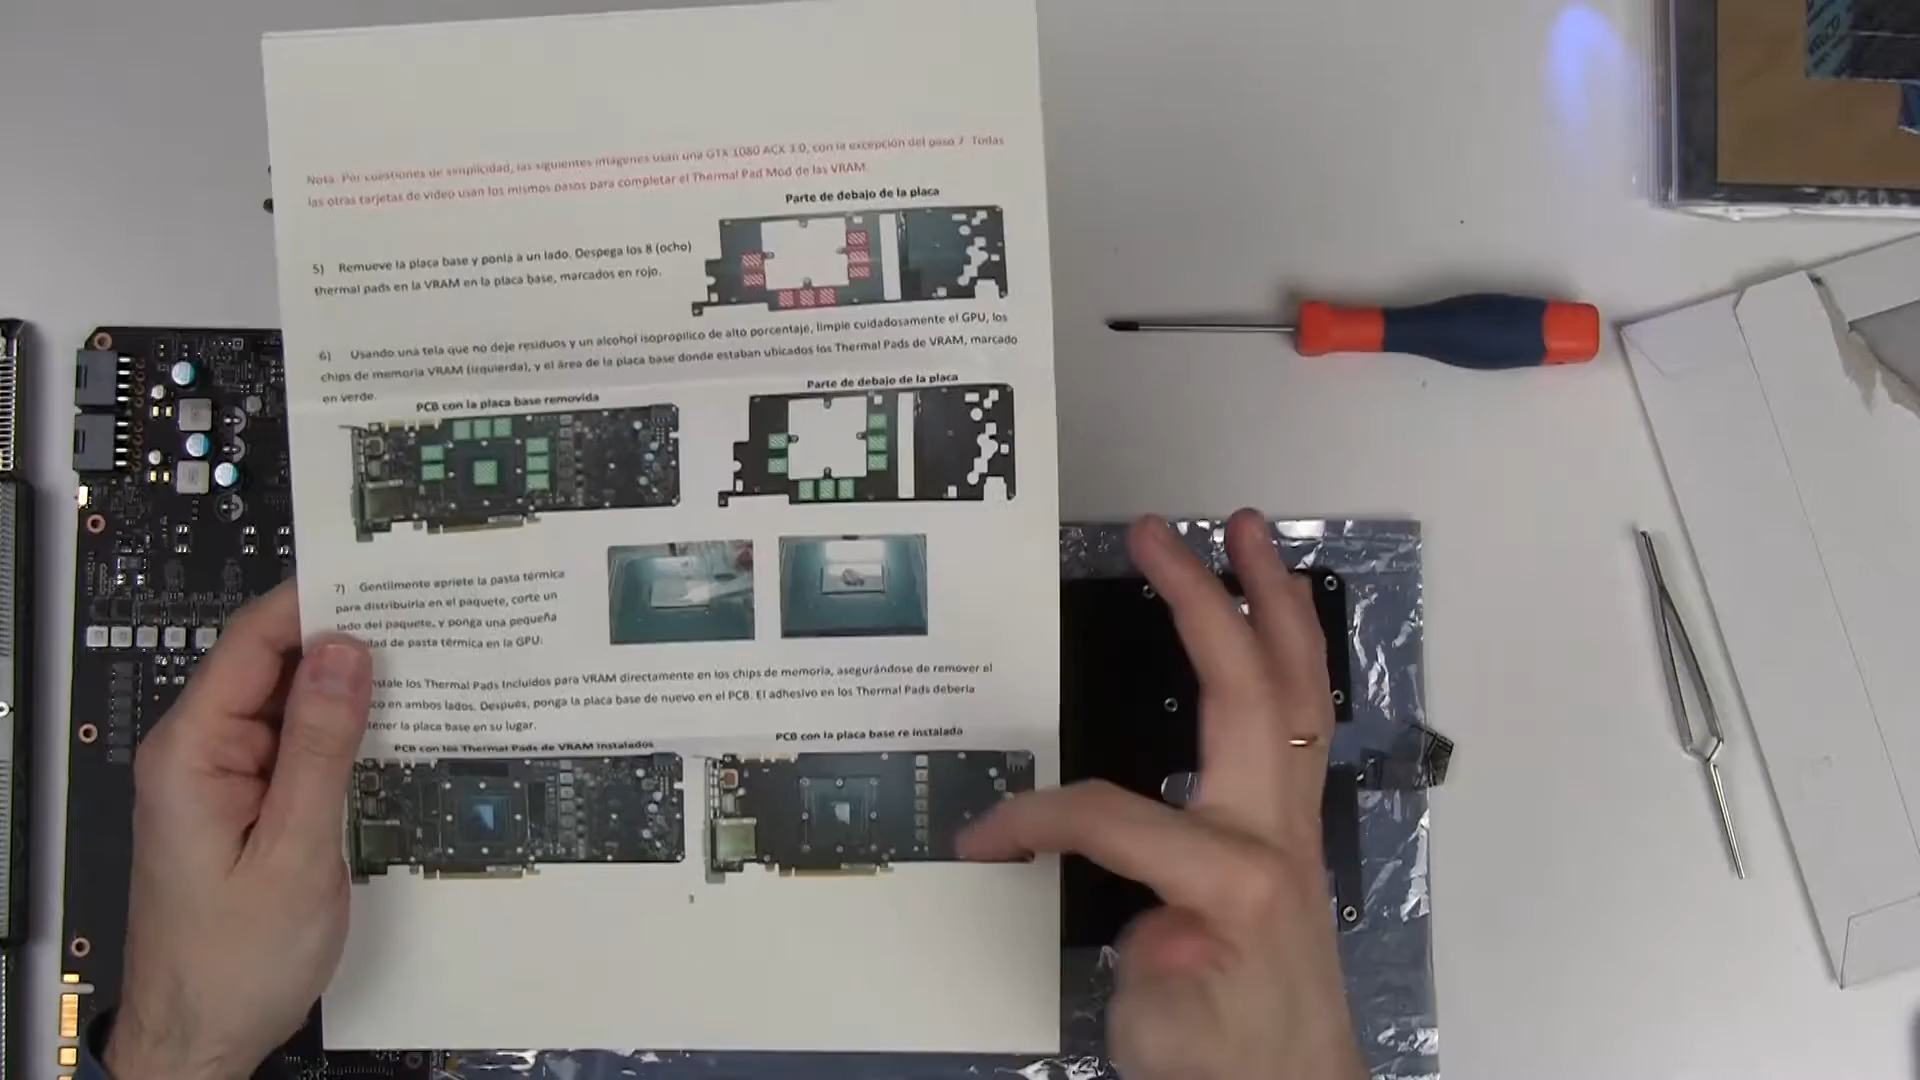 Nota: Por cuestiones de simplicidad, las siguientes imágenes usan una GTX 1080 ACX 3.0, con la excepción del paso 7. Todas
las otras tarjetas de video usan los mismos pasos para completar el Thermal Pad Mod de las VRAM.
Parte de debajo de la placa
5) Remueve la placa base y ponla a un lado. Despega los 8 (ocho)
thermal pads en la VRAM en la placa base, marcados en rojo.
6) Usando una tela que no deje residuos y un alcohol isopropílico de alto porcentaje, limpie cuidadosamente el GPU, los
chips de memoria VRAM (izquierda), y el área de la placa base donde estaban ubicados los Thermal Pads de VRAM, marcado
en verde.
PCB con la placa base removida
Parte de debajo de la placa
7) Gentilmente apriete la pasta térmica
para distribuirla en el paquete, corte un
lado del paquete, y ponga una pequeña
de pasta térmica en la GPU.
los Thermal Pads incluidos para VRAM directamente en los chips de memoria, asegurándose de remover el
en ambos lados. Después, ponga la placa base de nuevo en el PCB. El adhesivo en los Thermal Pads debería
la placa base en su lugar.
PCB con los Thermal Pads de VRAM instalados
PCB con la placa base re instalada
3